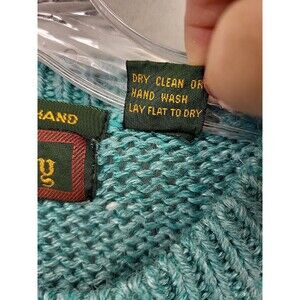 DRY CLEAN OR
HAND WASH
LAY FLAT TO DRY
HAND
y